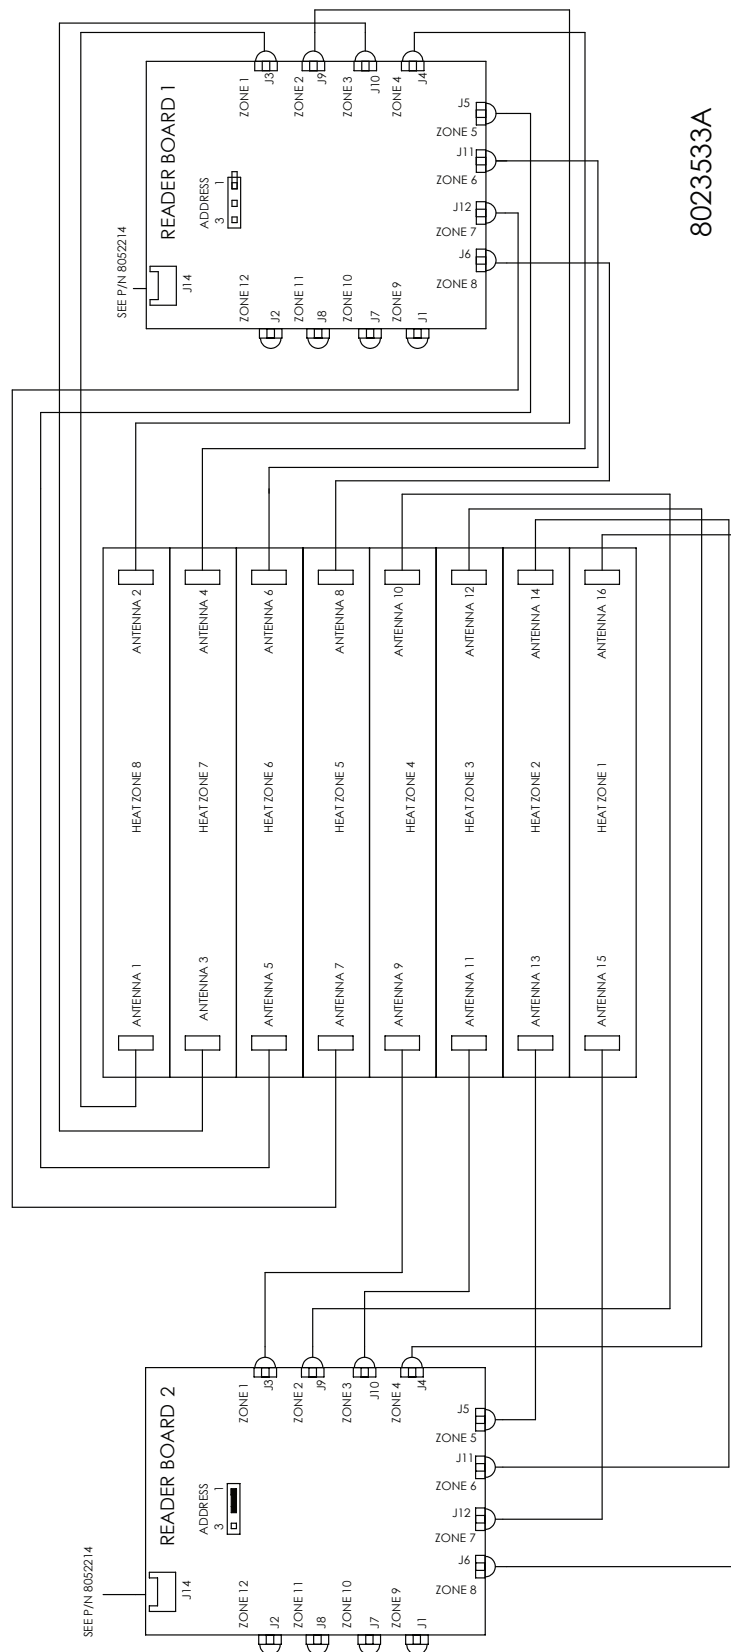 SEE P/N 8052214
J14
READER BOARD 1
ADDRESS
3 1
ZONE 1
J3
ZONE 2
J9
ZONE 3
J10
ZONE 4
J4
J5
ZONE 5
J11
ZONE 6
J12
ZONE 7
J6
ZONE 8
ZONE 12
J2
ZONE 11
J8
ZONE 10
J7
ZONE 9
J1
8023533A
ANTENNA 1 HEAT ZONE 8 ANTENNA 2
ANTENNA 3 HEAT ZONE 7 ANTENNA 4
ANTENNA 5 HEAT ZONE 6 ANTENNA 6
ANTENNA 7 HEAT ZONE 5 ANTENNA 8
ANTENNA 9 HEAT ZONE 4 ANTENNA 10
ANTENNA 11 HEAT ZONE 3 ANTENNA 12
ANTENNA 13 HEAT ZONE 2 ANTENNA 14
ANTENNA 15 HEAT ZONE 1 ANTENNA 16
SEE P/N 8052214
J14
READER BOARD 2
ADDRESS
3 1
ZONE 1
J3
ZONE 2
J9
ZONE 3
J10
ZONE 4
J4
J5
ZONE 5
J11
ZONE 6
J12
ZONE 7
J6
ZONE 8
ZONE 12
J2
ZONE 11
J8
ZONE 10
J7
ZONE 9
J1